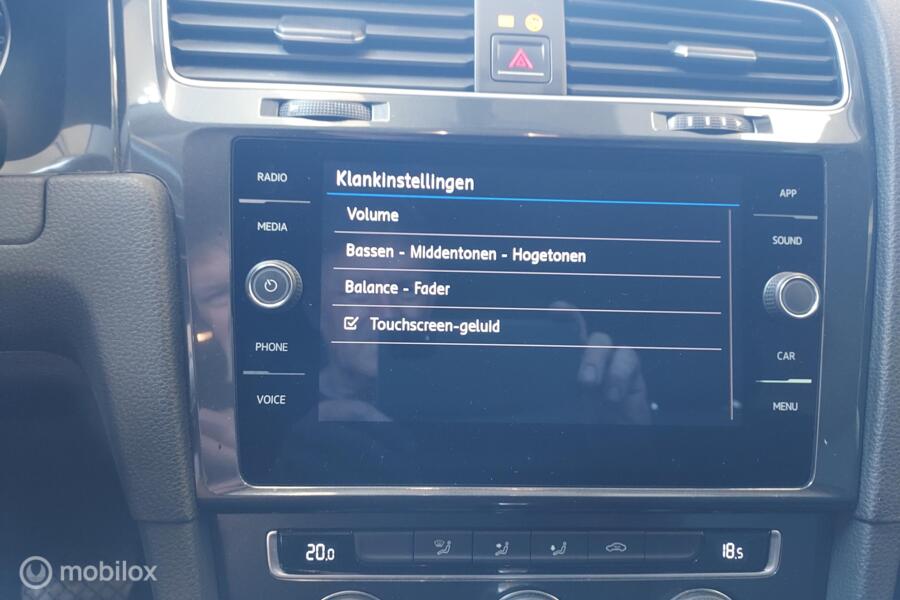 RADIO
MEDIA
PHONE
VOICE
Klankinstellingen
Volume
Bassen - Middentonen - Hogetonen
Balance - Fader
Touchscreen-geluid
APP
SOUND
CAR
MENU
20.0
18.5
mobilox